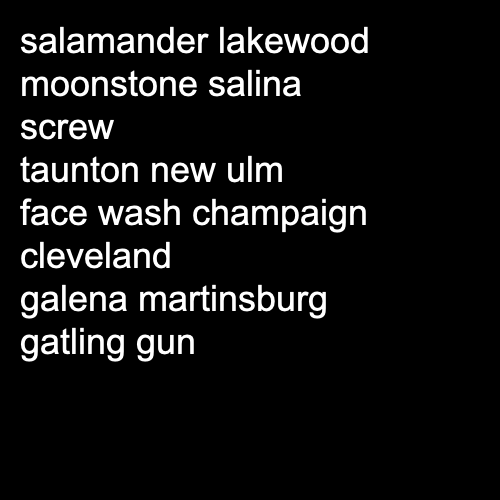 salamander lakewood
moonstone salina
screw
taunton new ulm
face wash champaign
cleveland
galena martinsburg
gatling gun